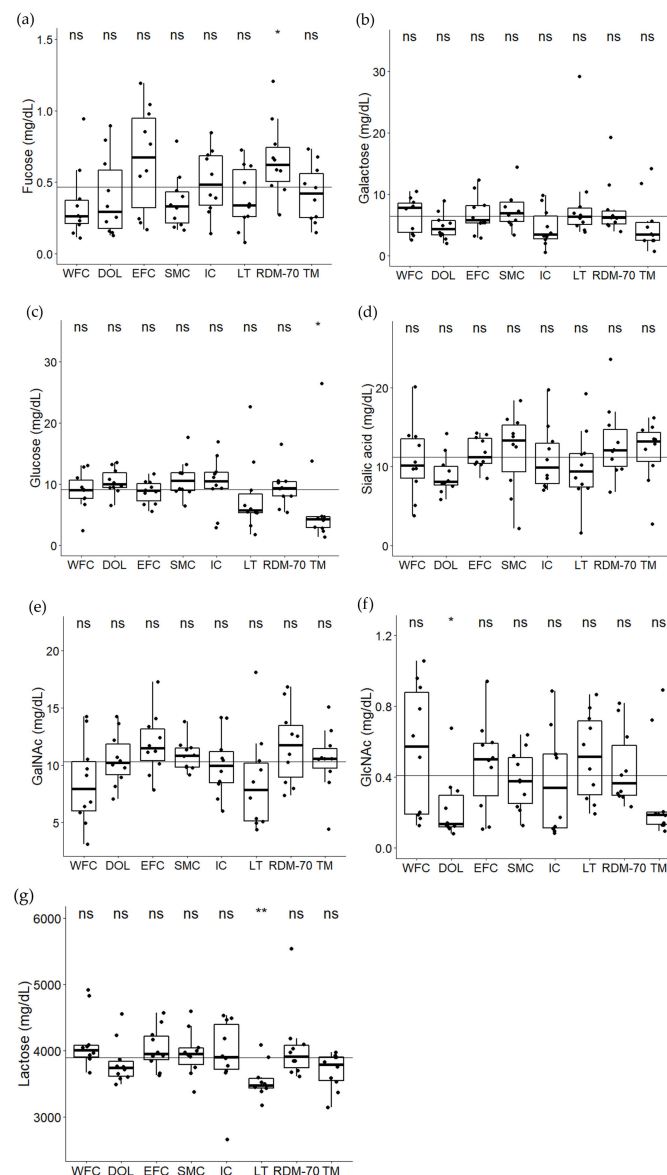 (a)
ns ns ns ns ns ns * ns
1.5
1.0
0.5
0.0
Fucose (mg/dL)
WFC DOL EFC SMC IC LT RDM-70 TM
(b)
ns ns ns ns ns ns ns ns
30
20
10
0
Galactose (mg/dL)
WFC DOL EFC SMC IC LT RDM-70 TM
(c)
ns ns ns ns ns ns ns *
30
20
10
0
Glucose (mg/dL)
WFC DOL EFC SMC IC LT RDM-70 TM
(d)
ns ns ns ns ns ns ns ns
20
10
0
Sialic acid (mg/dL)
WFC DOL EFC SMC IC LT RDM-70 TM
(e)
ns ns ns ns ns ns ns ns
20
15
10
5
GalNAc (mg/dL)
WFC DOL EFC SMC IC LT RDM-70 TM
(f)
ns * ns ns ns ns ns ns
1.2
0.8
0.4
0.0
GlcNAc (mg/dL)
WFC DOL EFC SMC IC LT RDM-70 TM
(g)
ns ns ns ns ns ** ns ns
6000
5000
4000
3000
Lactose (mg/dL)
WFC DOL EFC SMC IC LT RDM-70 TM